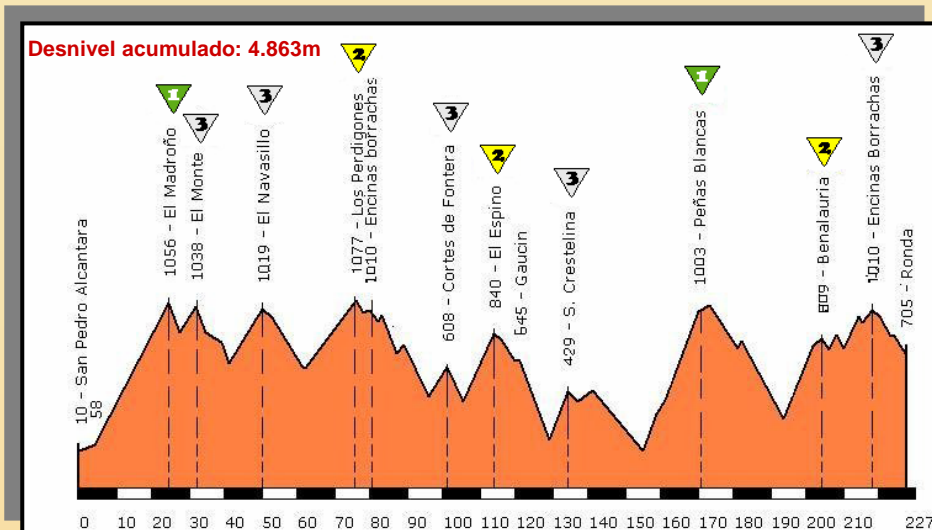 Desnivel acumulado: 4.863m
1
3
3
2
3
2
3
1
2
3
10 - San Pedro Alcantara
58
1056 - El Madroño
1038 - El Monte
1019 - El Navasillo
1077 - Los Perdigones
1010 - Encinas borrachas
608 - Cortes de Fontera
840 - El Espino
645 - Gaucin
429 - S. Crestelina
1003 - Peñas Blancas
809 - Benalauria
1010 - Encinas Borrachas
705 - Ronda
0 10 20 30 40 50 60 70 80 90 100 110 120 130 140 150 160 170 180 190 200 210 227